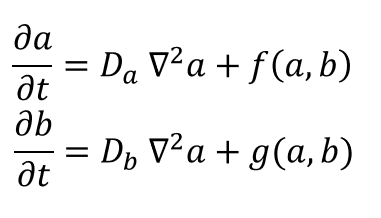 ∂a/∂t = D_a ∇²a + f(a, b)
∂b/∂t = D_b ∇²a + g(a, b)